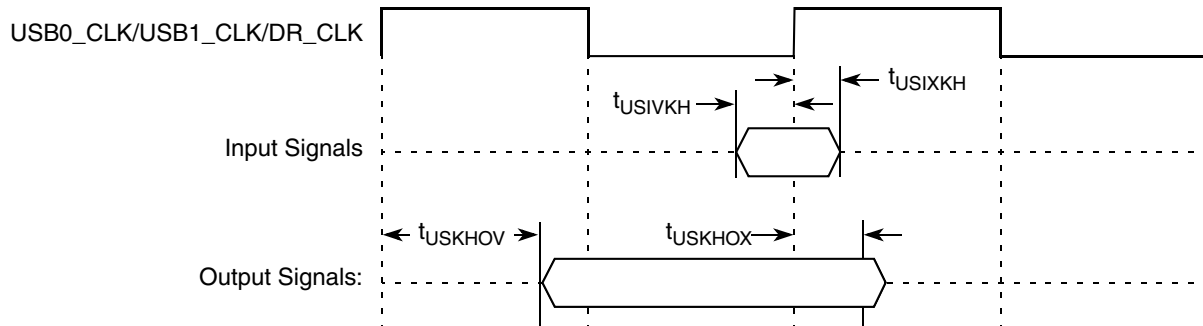 USB0_CLK/USB1_CLK/DR_CLK
tUSIXKH
tUSIVKH
Input Signals
tUSKHOV
tUSKHOX
Output Signals: